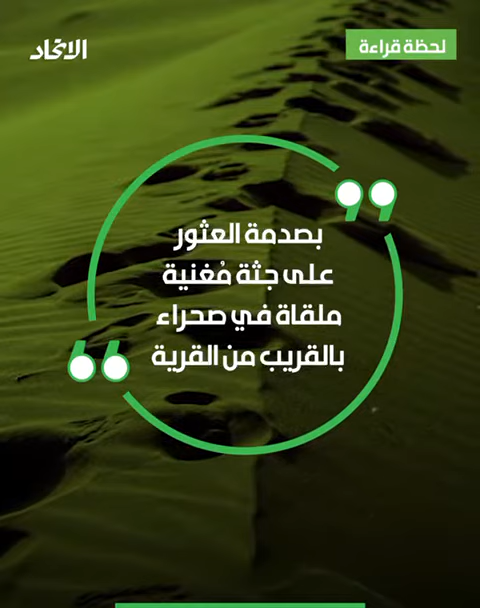 لحظة قراءة
الاتحاد
بصدمة العثور
على جثة مُغنية
ملقاة في صحراء
بالقريب من القرية